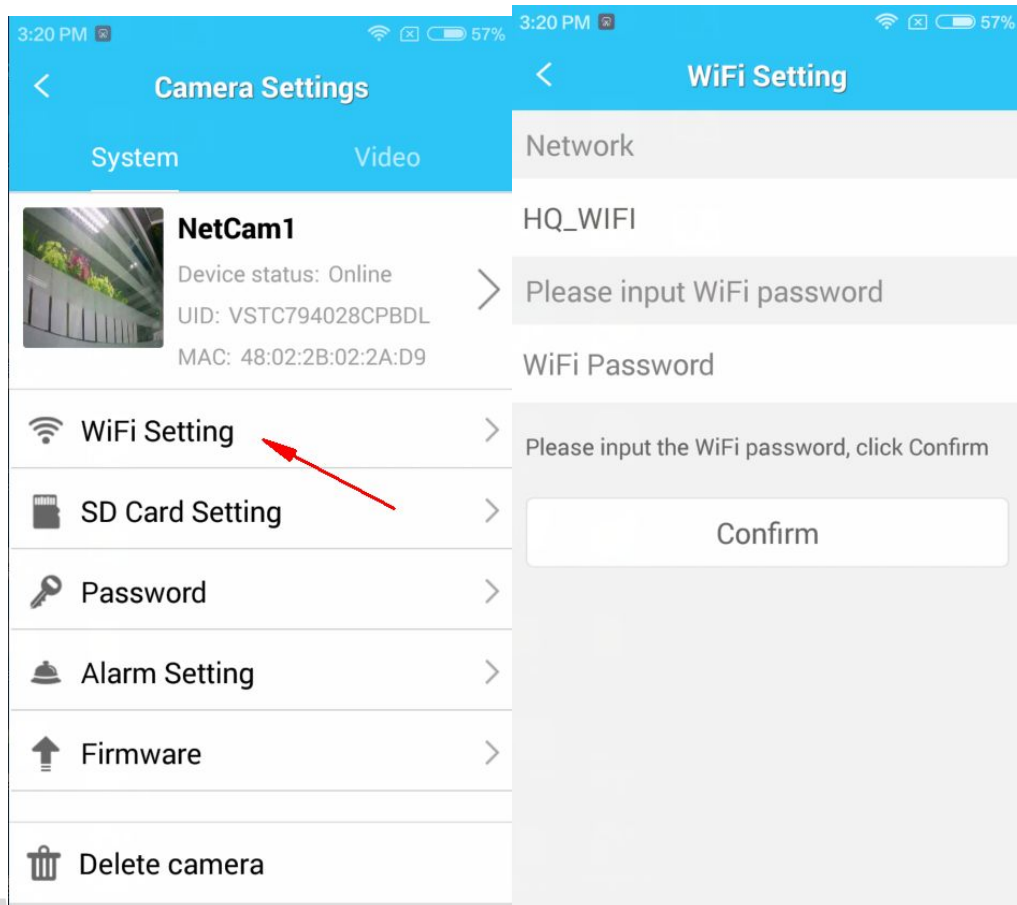 3:20 PM 57%
Camera Settings
System Video
NetCam1
Device status: Online
UID: VSTC794028CPBDL
MAC: 48:02:2B:02:2A:D9
WiFi Setting
SD Card Setting
Password
Alarm Setting
Firmware
Delete camera
3:20 PM 57%
WiFi Setting
Network
HQ_WIFI
Please input WiFi password
WiFi Password
Please input the WiFi password, click Confirm
Confirm